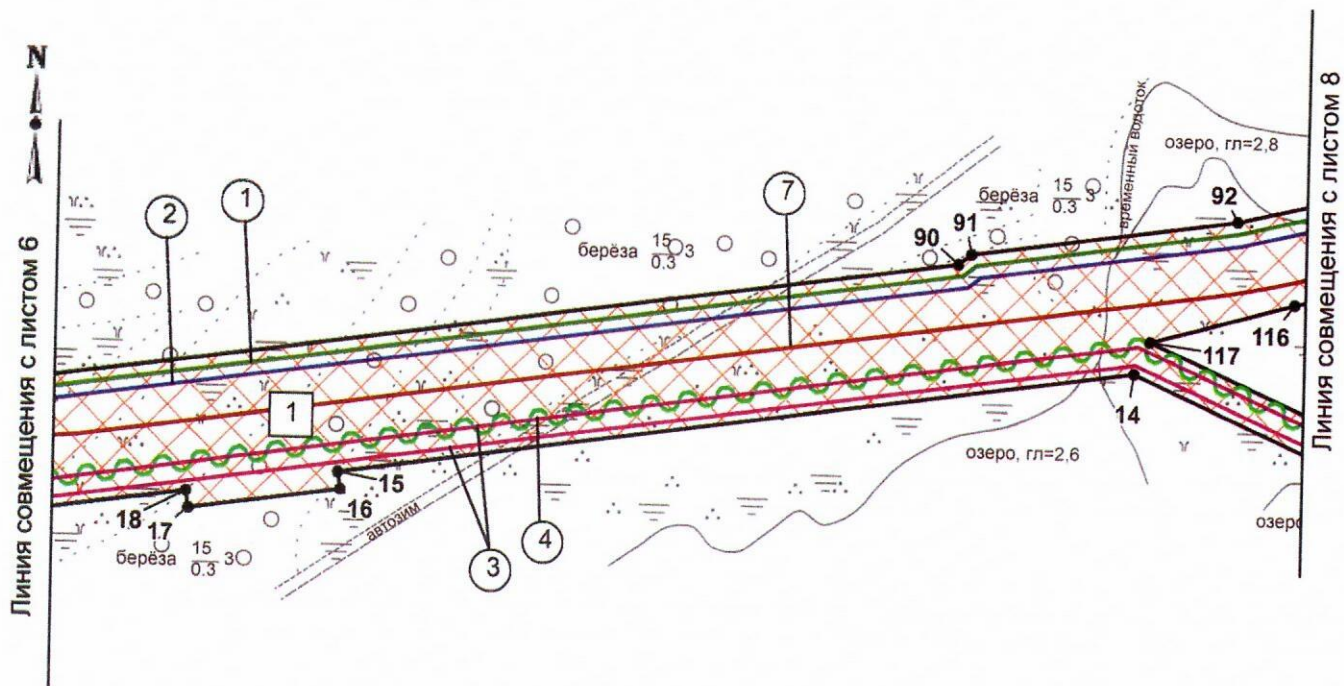 N
Линия совмещения с листом 6
Линия совмещения с листом 8
2
1
7
берёза 15 0.3 3
берёза 15 0.3 3
временный водоток
озеро, гл=2,8
90
91
92
116
117
14
1
15
16
18
17
берёза 15 0.3 3
автозим
3
4
озеро, гл=2,6
озеро